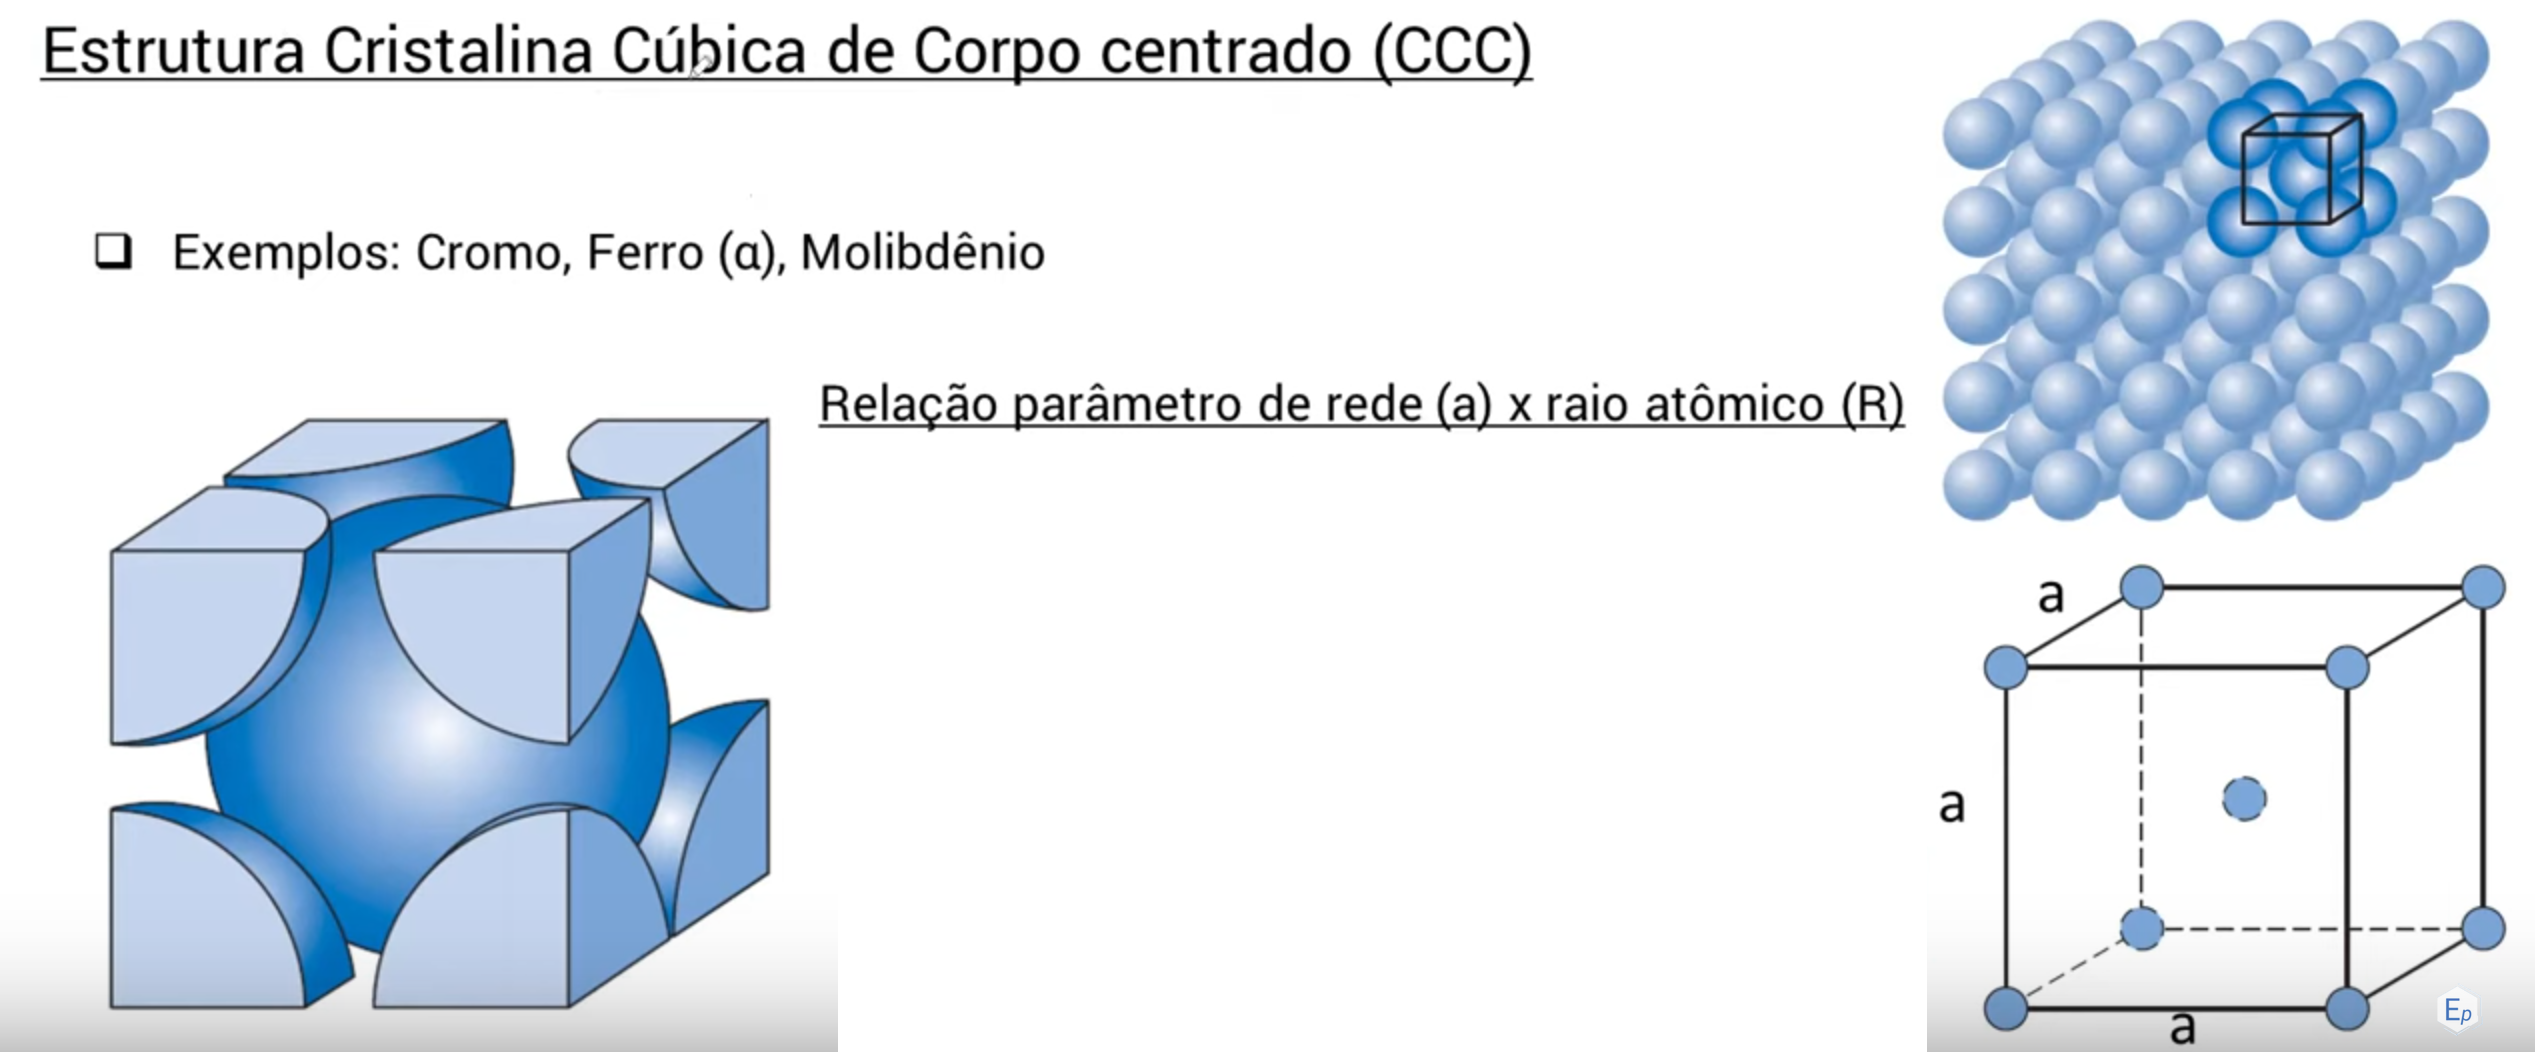 Estrutura Cristalina Cúbica de Corpo centrado (CCC)
Exemplos: Cromo, Ferro (α), Molibdênio
Relação parâmetro de rede (a) x raio atômico (R)
a
a
a
Ep